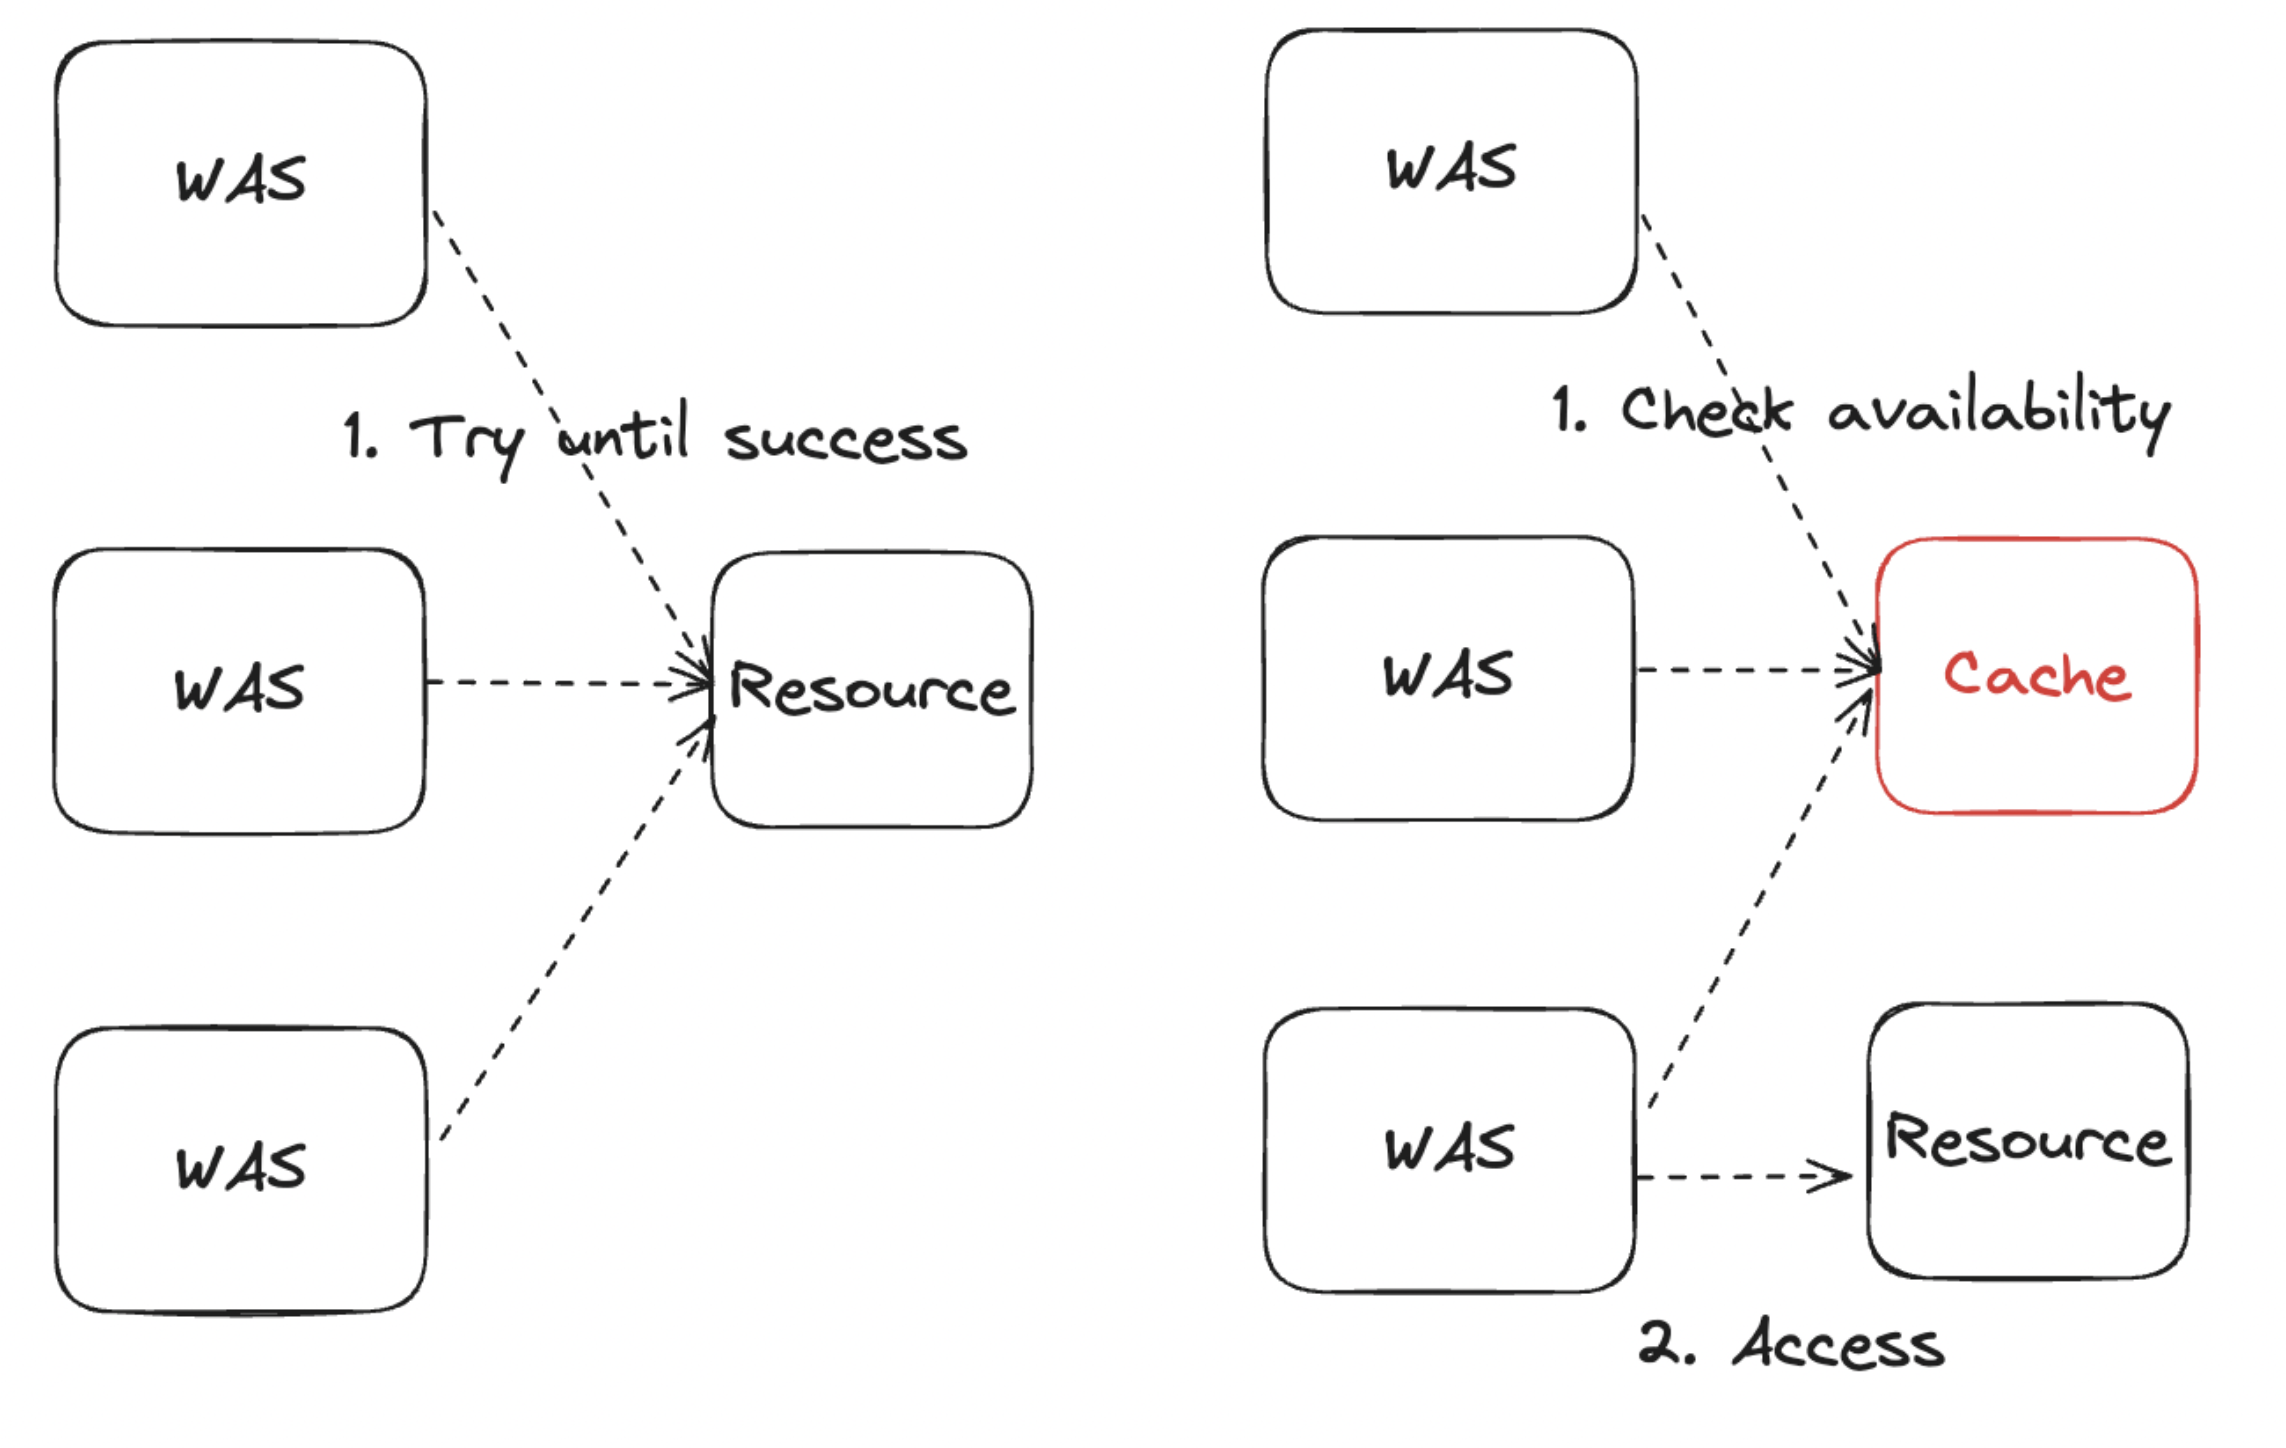 WAS
1. Try until success
WAS
Resource
WAS
WAS
1. Check availability
WAS
Cache
WAS
Resource
2. Access